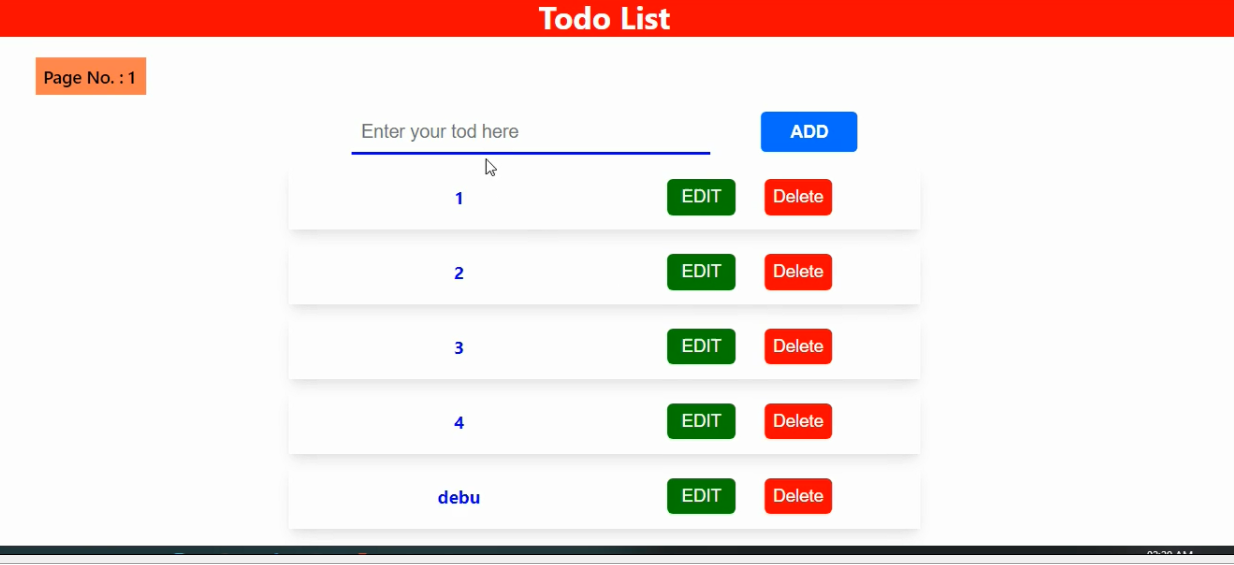 Todo List
Page No. : 1
Enter your tod here
ADD
1 EDIT Delete
2 EDIT Delete
3 EDIT Delete
4 EDIT Delete
debu EDIT Delete